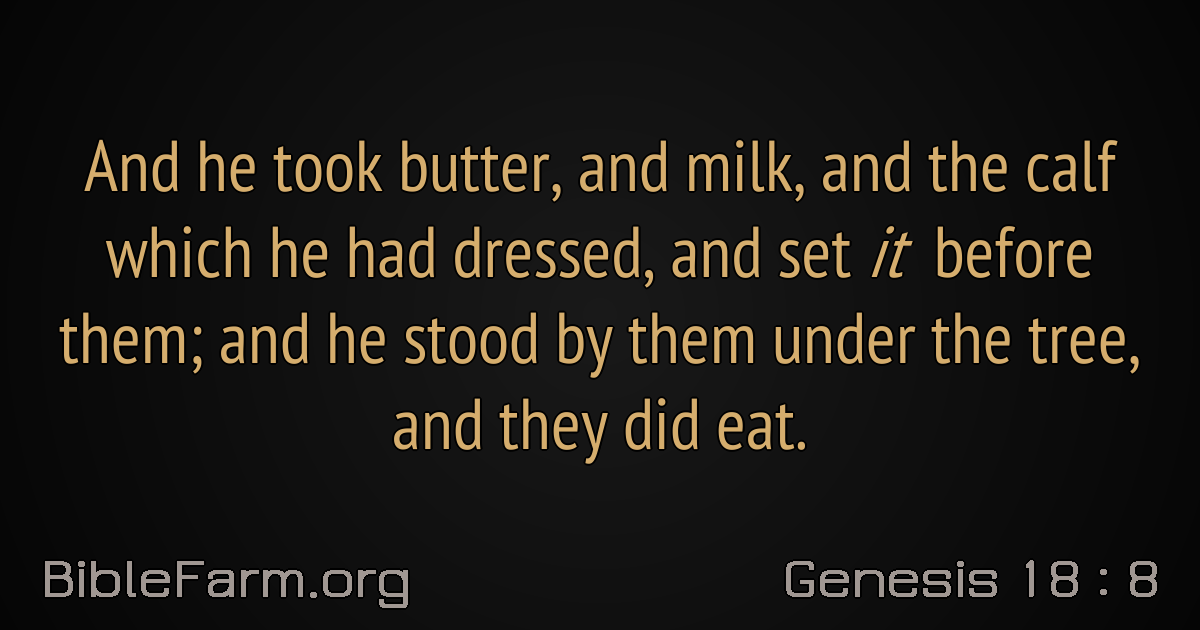 And he took butter, and milk, and the calf
which he had dressed, and set it before
them; and he stood by them under the tree,
and they did eat.
BibleFarm.org
Genesis 18 : 8